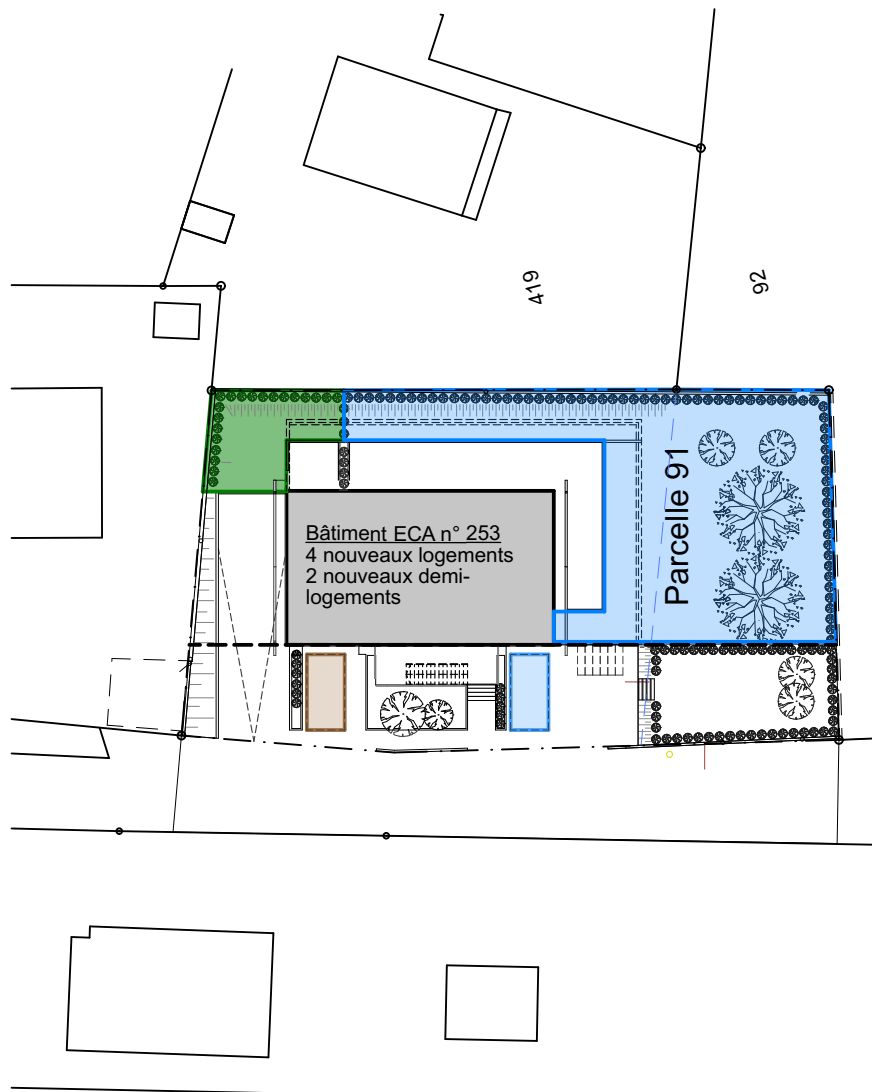 419
92
Parcelle 91
Bâtiment ECA n° 253
4 nouveaux logements
2 nouveaux demi-
logements